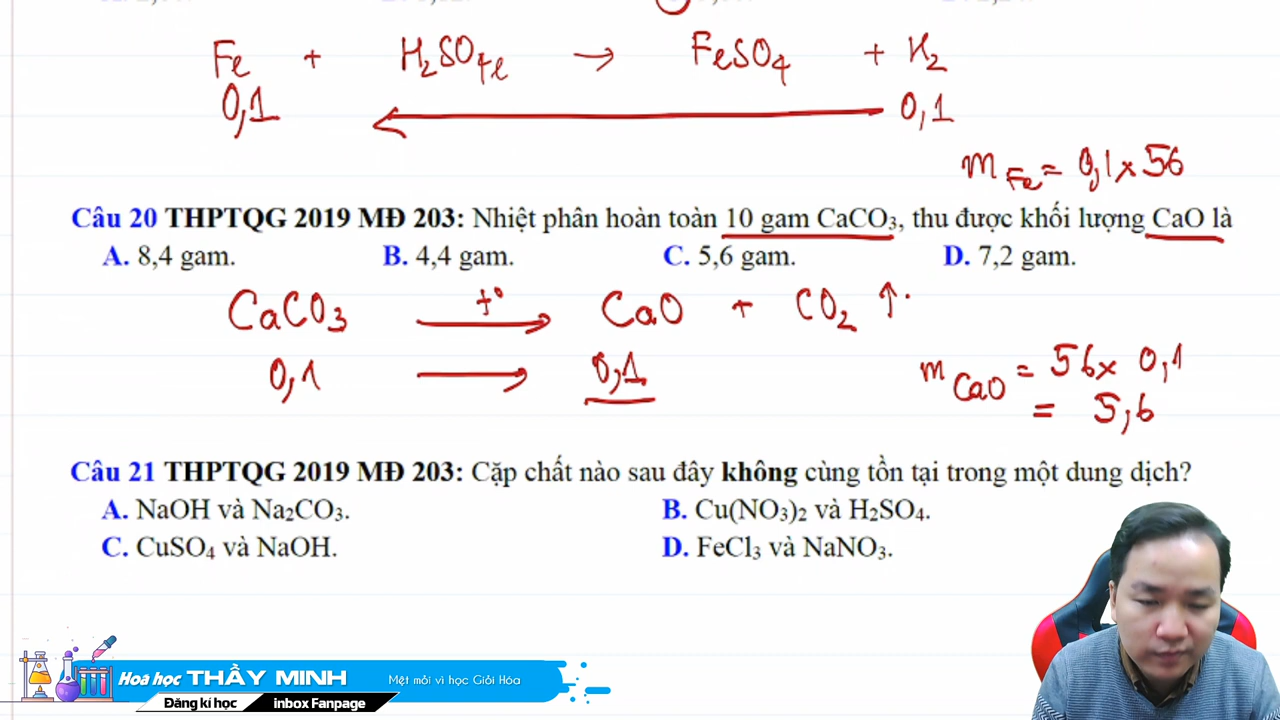 Fe + H₂SO₄ₑ → FeSO₄ + H₂
0,1 ← 0,1
m Fe = 0,1 × 56
Câu 20 THPTQG 2019 MĐ 203: Nhiệt phân hoàn toàn 10 gam CaCO₃, thu được khối lượng CaO là
A. 8,4 gam. B. 4,4 gam. C. 5,6 gam. D. 7,2 gam.
CaCO₃ t° → CaO + CO₂ ↑
0,1 → 0,1
m CaO = 56 × 0,1
= 5,6
Câu 21 THPTQG 2019 MĐ 203: Cặp chất nào sau đây không cùng tồn tại trong một dung dịch?
A. NaOH và Na₂CO₃. B. Cu(NO₃)₂ và H₂SO₄.
C. CuSO₄ và NaOH. D. FeCl₃ và NaNO₃.
Hoá học THẦY MINH Mệt mỏi vì học Giỏi Hóa
Đăng kí học inbox Fanpage